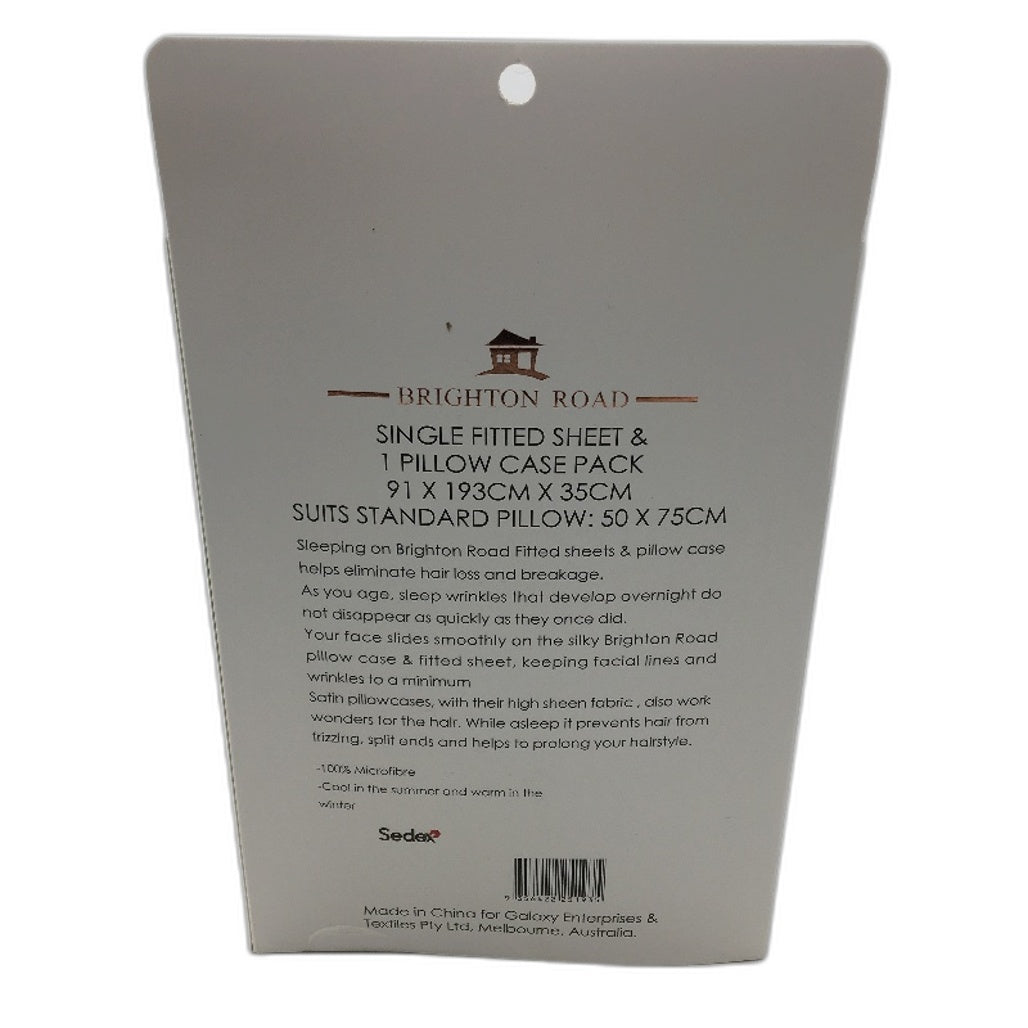 BRIGHTON ROAD
SINGLE FITTED SHEET &
1 PILLOW CASE PACK
91 X 193CM X 35CM
SUITS STANDARD PILLOW: 50 X 75CM
Sleeping on Brighton Road Fitted sheets & pillow case
helps eliminate hair loss and breakage.
As you age, sleep wrinkles that develop overnight do
not disappear as quickly as they once did.
Your face slides smoothly on the silky Brighton Road
pillow case & fitted sheet, keeping facial lines and
wrinkles to a minimum
Satin pillowcases, with their high sheen fabric , also work
wonders for the hair. While asleep it prevents hair from
frizzing, split ends and helps to prolong your hairstyle.
-100% Microfibre
-Cool in the summer and warm in the
winter
Sedex
Made in China for Galaxy Enterprises &
Textiles Pty Ltd, Melbourne, Australia.